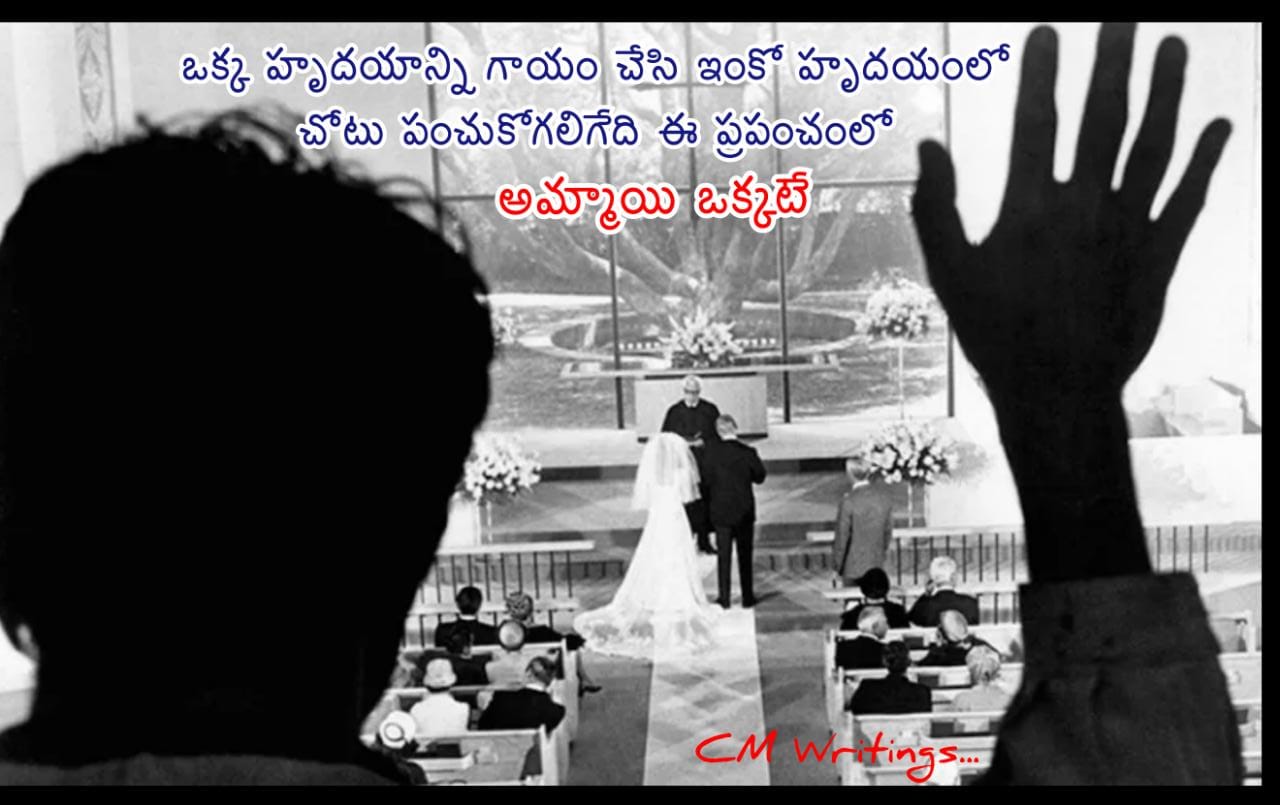 ఒక్క హృదయాన్ని గాయం చేసి ఇంకో హృదయంలో
చోటు పంచుకోగలిగేది ఈ ప్రపంచంలో
అమ్మాయి ఒక్కటే
CM Writings...